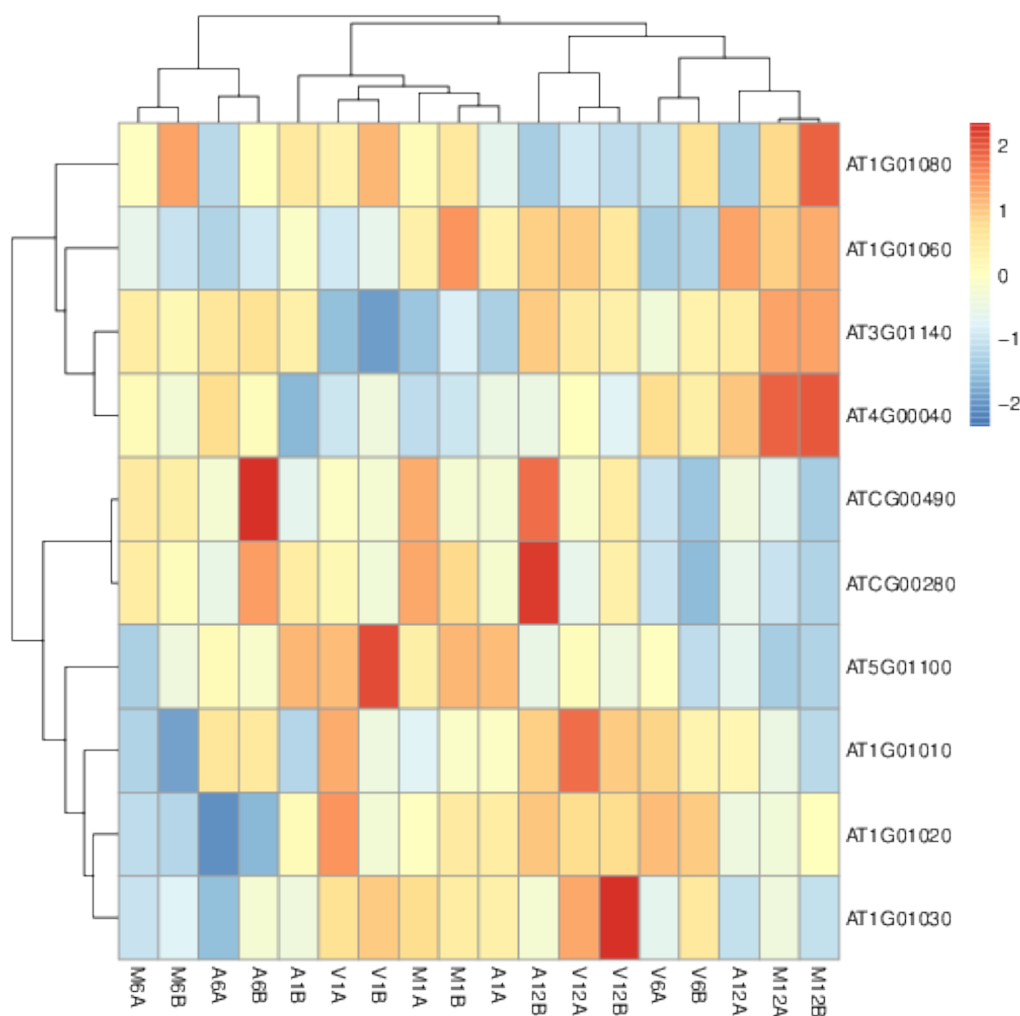 AT1G01080
AT1G01060
AT3G01140
AT4G00040
ATCG00490
ATCG00280
AT5G01100
AT1G01010
AT1G01020
AT1G01030
2
1
0
−1
−2
M6A
M6B
A6A
A6B
A1B
V1A
V1B
M1A
M1B
A1A
A12B
V12A
V12B
V6A
V6B
A12A
M12A
M12B